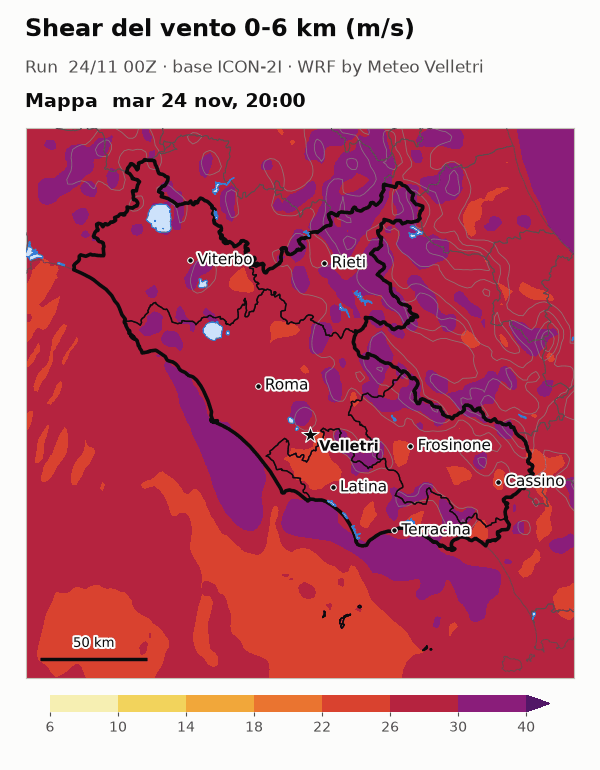 Shear del vento 0-6 km (m/s)
Run 24/11 00Z · base ICON-2I · WRF by Meteo Velletri
Mappa mar 24 nov, 20:00
Viterbo
Rieti
Roma
Velletri
Frosinone
Latina
Cassino
Terracina
50 km
6 10 14 18 22 26 30 40